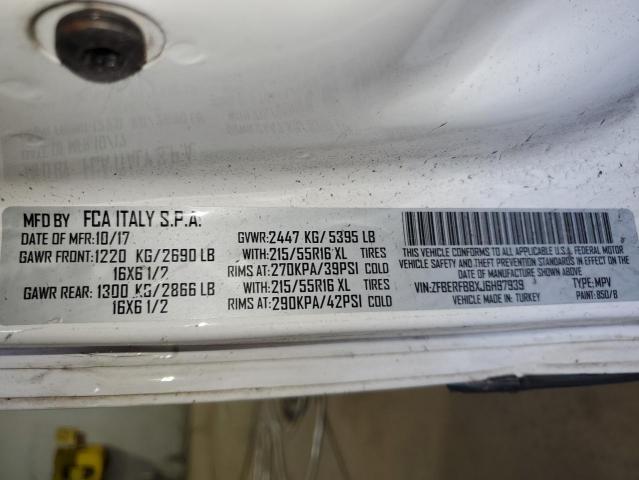 MFD BY FCA ITALY S.P.A.
DATE OF MFR: 10/17 GVWR: 2447 KG/ 5395 LB
GAWR FRONT: 1220 KG/2690 LB WITH: 215/55R16 XL TIRES
16X6 1/2 RIMS AT: 270KPA/39PSI COLD
GAWR REAR: 1300 KG/2866 LB WITH: 215/55R16 XL TIRES
16X6 1/2 RIMS AT: 290KPA/42PSI COLD
THIS VEHICLE CONFORMS TO ALL APPLICABLE U.S.A. FEDERAL MOTOR
VEHICLE SAFETY, BUMPER, AND THEFT PREVENTION STANDARDS IN
EFFECT ON THE DATE OF MANUFACTURE SHOWN ABOVE.
VIN: ZFBERFBBXJ6H97939 TYPE: MPV
MADE IN: TURKEY PAINT: 850/B